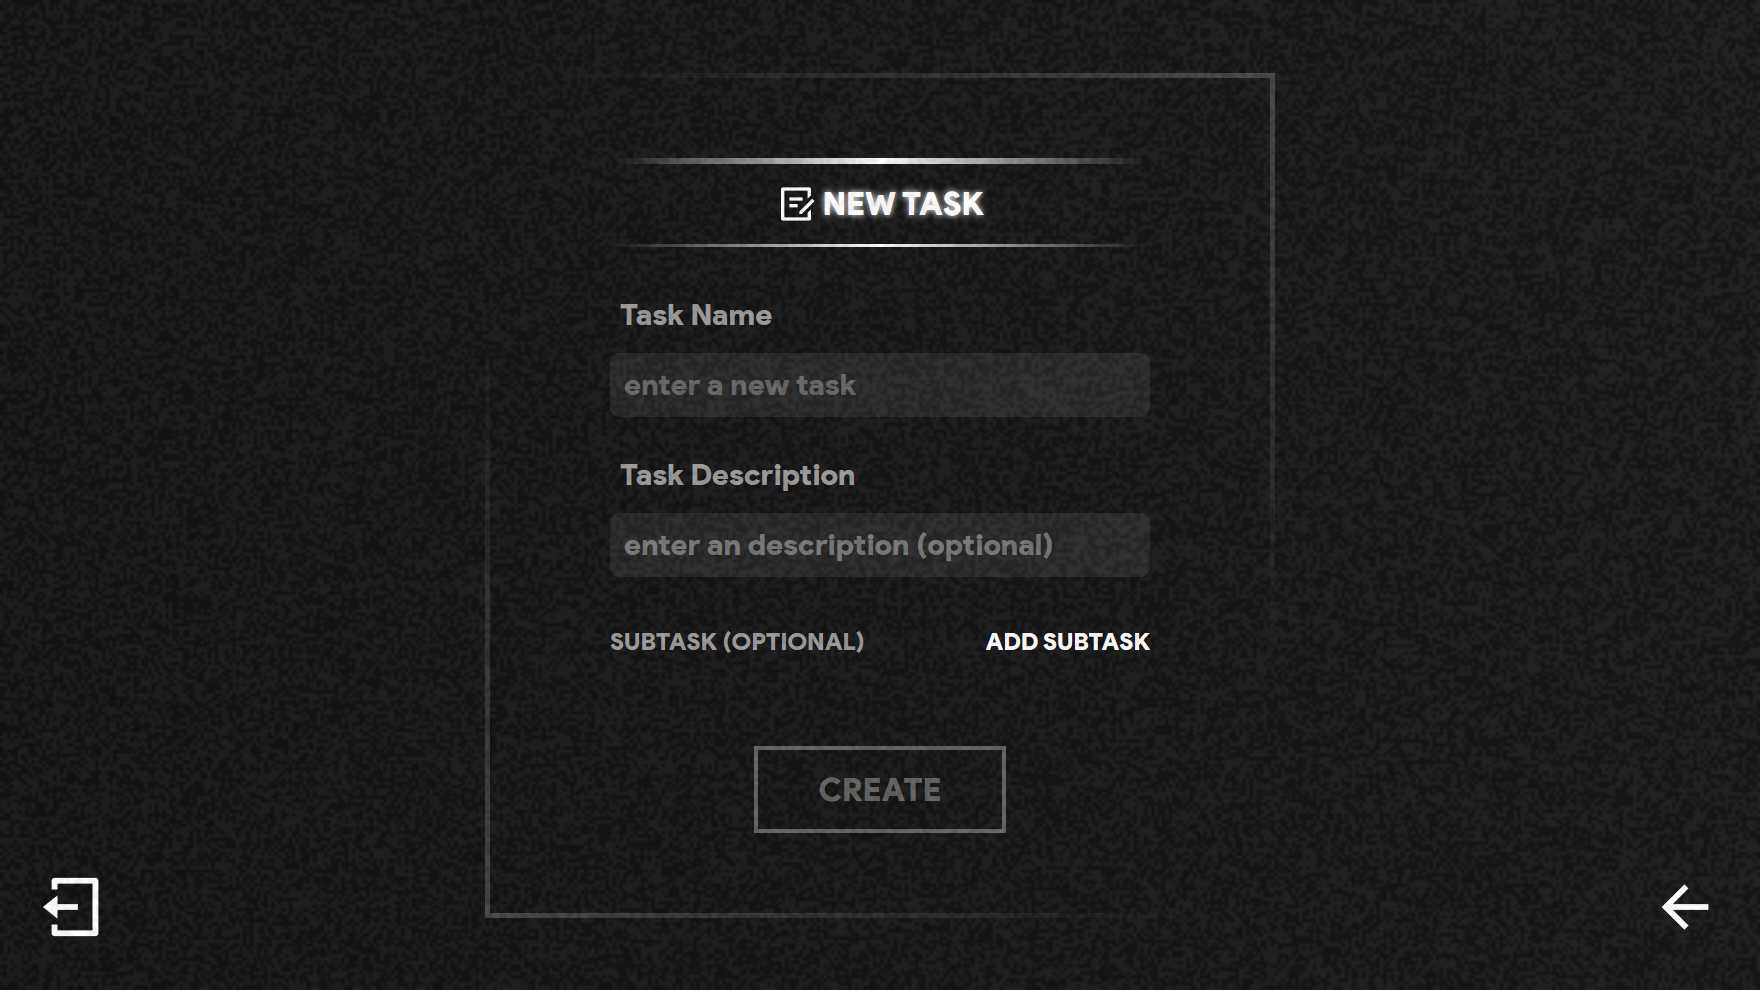 NEW TASK
Task Name
enter a new task
Task Description
enter an description (optional)
SUBTASK (OPTIONAL) ADD SUBTASK
CREATE